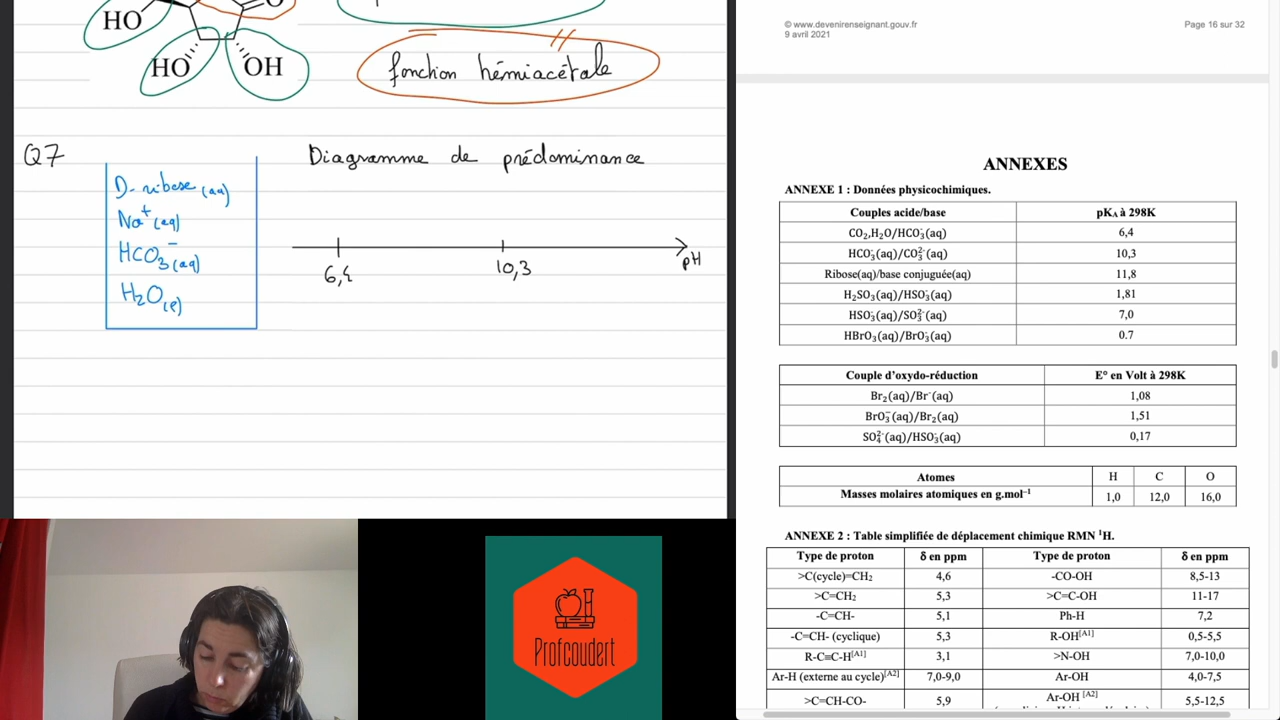 HO
O
HO
OH
fonction hémiacétale
Q7
Diagramme de prédominance
D-ribose (aq)
Na+ (aq)
HCO3- (aq)
H2O (l)
6,4
10,3
pH
Profcoudert
© www.devenirenseignant.gouv.fr
Page 16 sur 32
9 avril 2021
ANNEXES
ANNEXE 1 : Données physicochimiques.
Couples acide/base pKA à 298K
CO2,H2O/HCO3-(aq) 6,4
HCO3-(aq)/CO3^2-(aq) 10,3
Ribose(aq)/base conjuguée(aq) 11,8
H2SO3(aq)/HSO3-(aq) 1,81
HSO3-(aq)/SO3^2-(aq) 7,0
HBrO3(aq)/BrO3-(aq) 0.7
Couple d'oxydo-réduction E° en Volt à 298K
Br2(aq)/Br-(aq) 1,08
BrO3-(aq)/Br2(aq) 1,51
SO4^2-(aq)/HSO3-(aq) 0,17
Atomes H C O
Masses molaires atomiques en g.mol-1 1,0 12,0 16,0
ANNEXE 2 : Table simplifiée de déplacement chimique RMN 1H.
Type de proton δ en ppm Type de proton δ en ppm
>C(cycle)=CH2 4,6 -CO-OH 8,5-13
>C=CH2 5,3 >C=C-OH 11-17
-C=CH- 5,1 Ph-H 7,2
-C=CH- (cyclique) 5,3 R-OH[A1] 0,5-5,5
R-C≡C-H[A1] 3,1 >N-OH 7,0-10,0
Ar-H (externe au cycle)[A2] 7,0-9,0 Ar-OH 4,0-7,5
>C=CH-CO- 5,9 Ar-OH [A2] 5,5-12,5